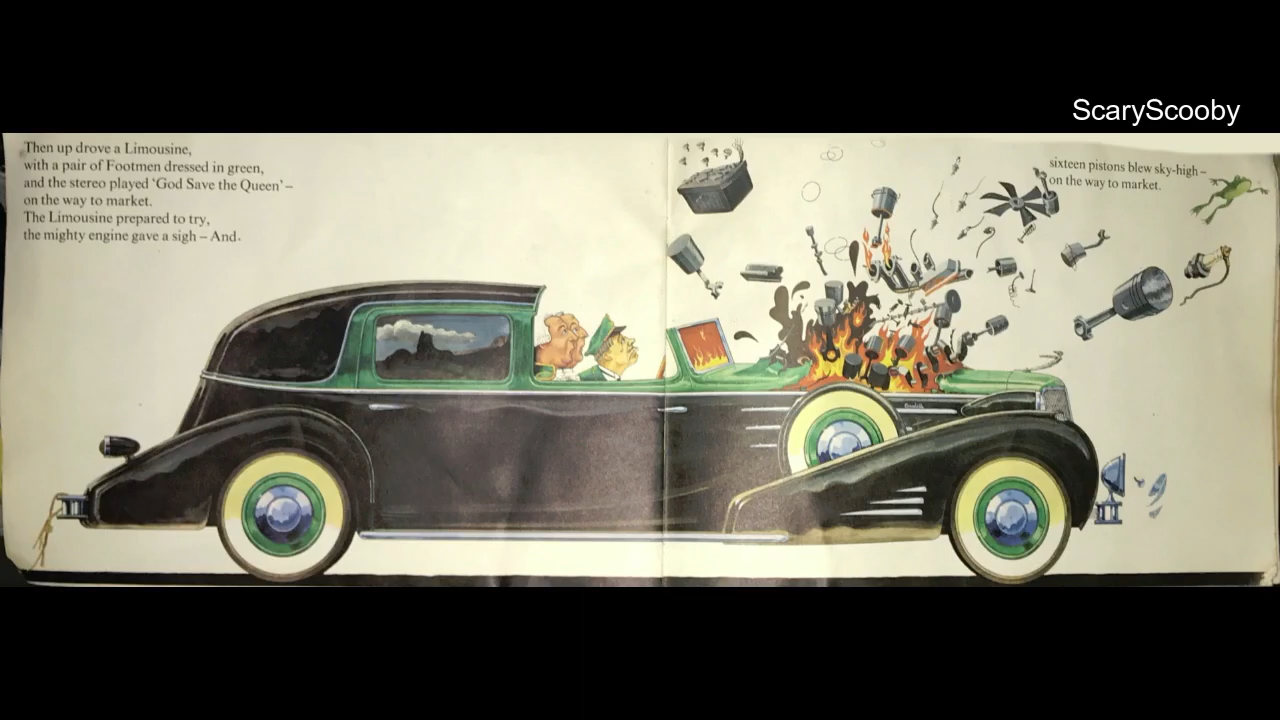 ScaryScooby
Then up drove a Limousine,
with a pair of Footmen dressed in green,
and the stereo played ‘God Save the Queen’ –
on the way to market.
The Limousine prepared to try,
the mighty engine gave a sigh – And.
sixteen pistons blew sky-high –
on the way to market.